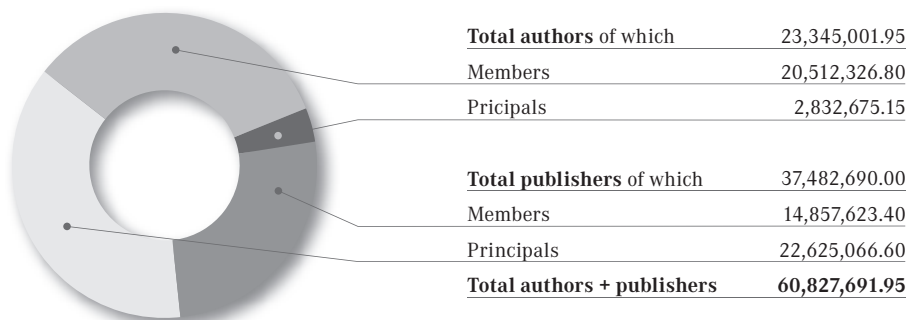 Total authors of which 23,345,001.95
Members 20,512,326.80
Pricipals 2,832,675.15
Total publishers of which 37,482,690.00
Members 14,857,623.40
Principals 22,625,066.60
Total authors + publishers 60,827,691.95